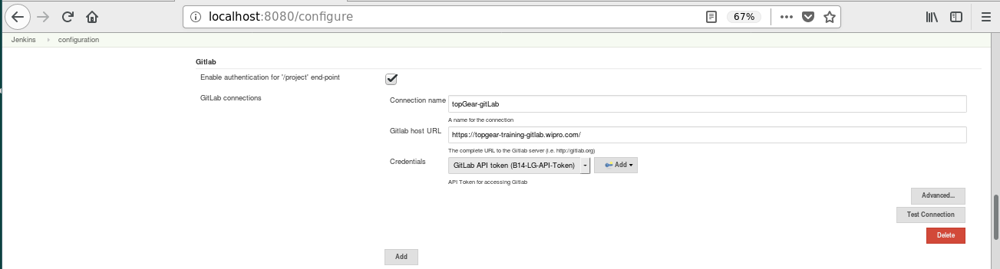 localhost:8080/configure
67%
Jenkins
configuration
Gitlab
Enable authentication for '/project' end-point
GitLab connections
Connection name
topGear-gitLab
A name for the connection
Gitlab host URL
https://topgear-training-gitlab.wipro.com/
The complete URL to the Gitlab server (i.e. http://gitlab.org)
Credentials
GitLab API token (B14-LG-API-Token)
Add
API Token for accessing Gitlab
Advanced...
Test Connection
Delete
Add